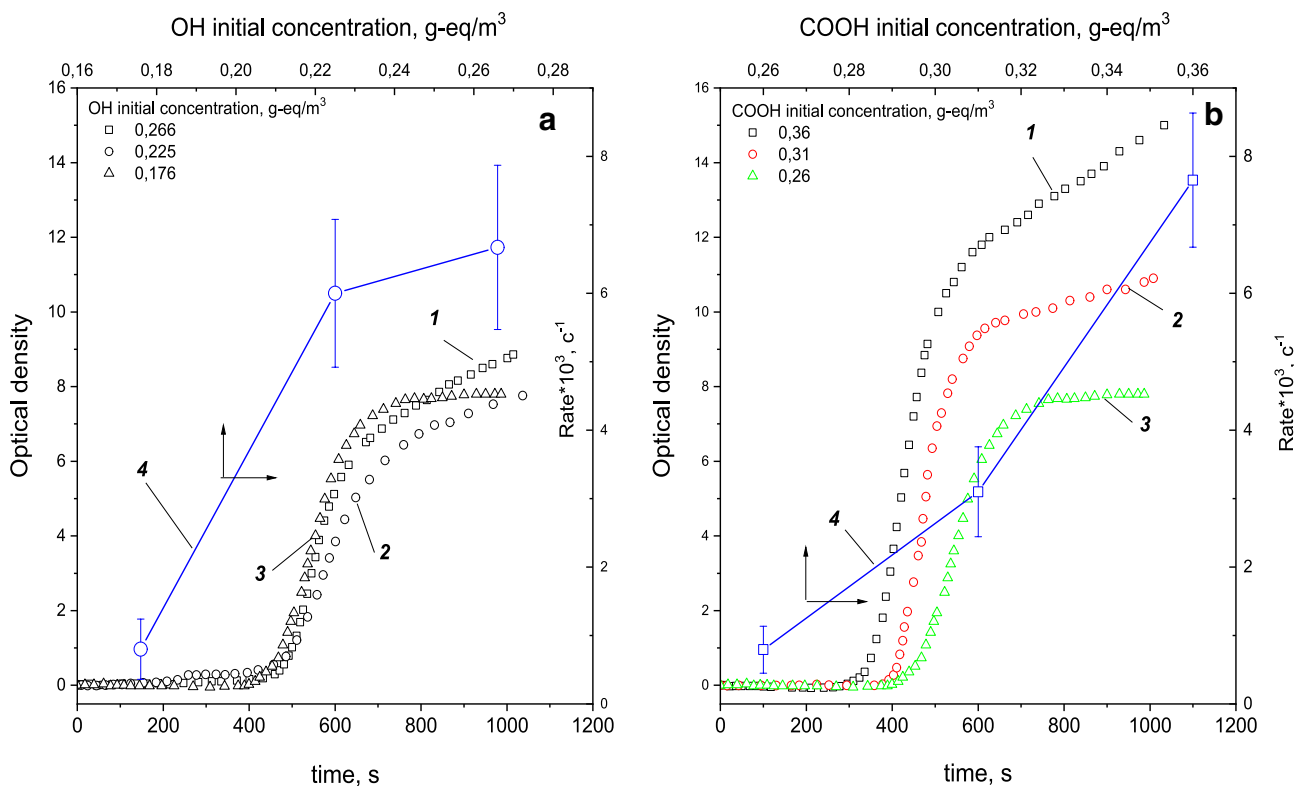 OH initial concentration, g-eq/m³
0,16 0,18 0,20 0,22 0,24 0,26 0,28
16
14
12
10
8
6
4
2
0
Optical density
OH initial concentration, g-eq/m³
0,266
0,225
0,176
a
1
2
3
4
8
6
4
2
0
Rate*10³, c⁻¹
0 200 400 600 800 1000 1200
time, s
COOH initial concentration, g-eq/m³
0,26 0,28 0,30 0,32 0,34 0,36
16
14
12
10
8
6
4
2
0
Optical density
COOH initial concentration, g-eq/m³
0,36
0,31
0,26
b
1
2
3
4
8
6
4
2
0
Rate*10³, c⁻¹
0 200 400 600 800 1000 1200
time, s